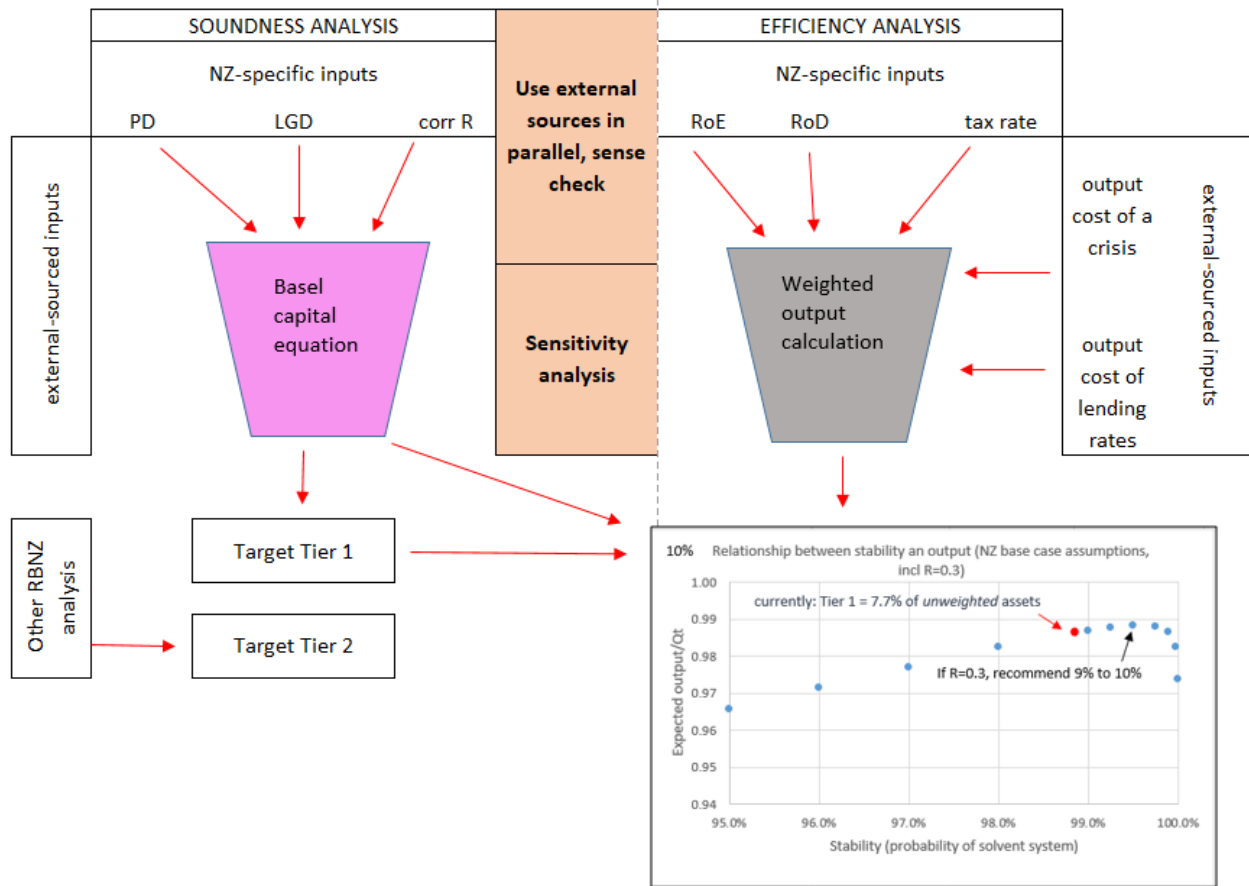 SOUNDNESS ANALYSIS
NZ-specific inputs
PD
LGD
corr R
external-sourced inputs
Basel
capital
equation
Use external
sources in
parallel, sense
check
Sensitivity
analysis
EFFICIENCY ANALYSIS
NZ-specific inputs
RoE
RoD
tax rate
Weighted
output
calculation
output
cost of a
crisis
output
cost of
lending
rates
external-sourced inputs
Other RBNZ
analysis
Target Tier 1
Target Tier 2
10%
Relationship between stability an output (NZ base case assumptions,
incl R=0.3)
currently: Tier 1 = 7.7% of unweighted assets
If R=0.3, recommend 9% to 10%
Expected output/Qt
1.00
0.99
0.98
0.97
0.96
0.95
0.94
95.0%
96.0%
97.0%
98.0%
99.0%
100.0%
Stability (probability of solvent system)